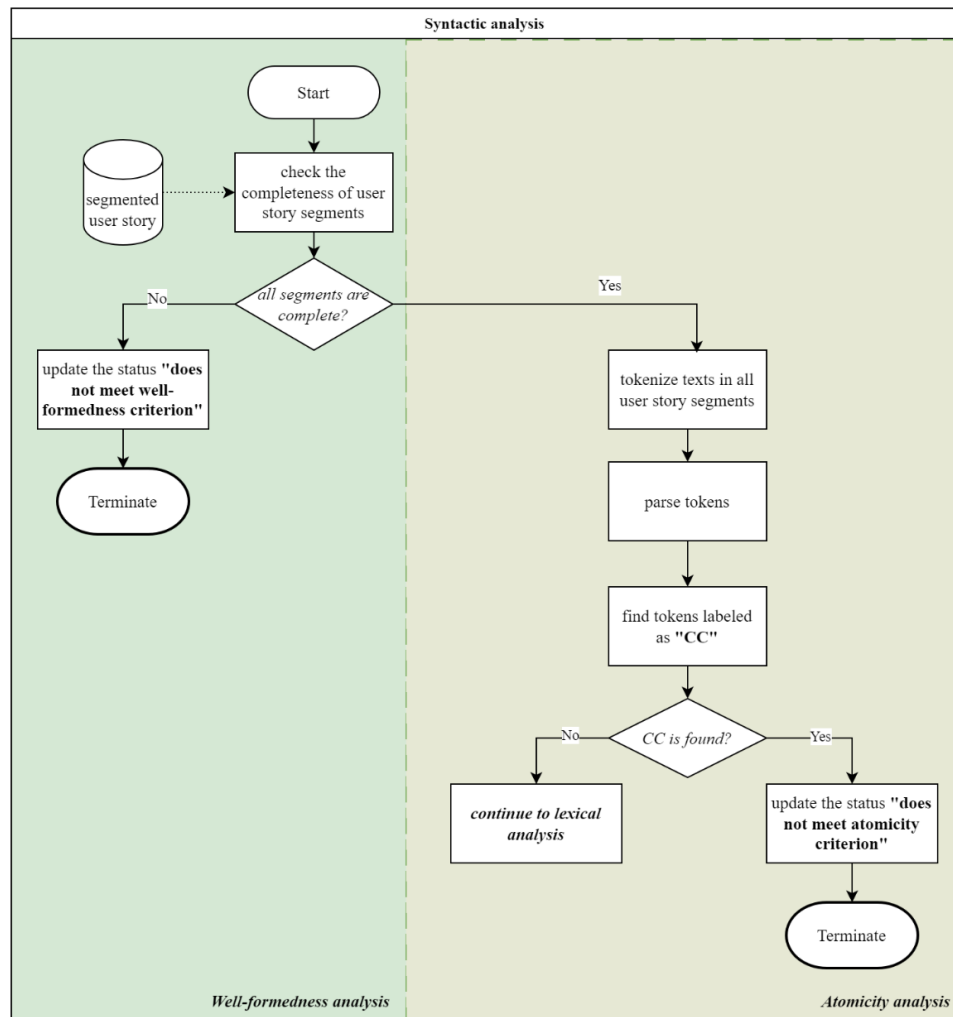 Syntactic analysis
Start
segmented
user story
check the
completeness of user
story segments
all segments are
complete?
No
Yes
update the status "does
not meet well-
formedness criterion"
Terminate
tokenize texts in all
user story segments
parse tokens
find tokens labeled
as "CC"
CC is found?
No
Yes
continue to lexical
analysis
update the status "does
not meet atomicity
criterion"
Terminate
Well-formedness analysis
Atomicity analysis